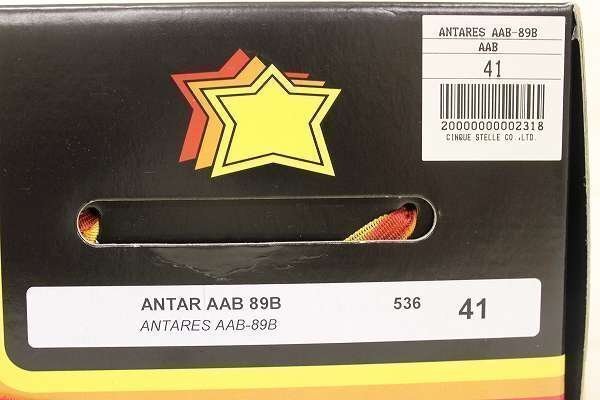 ANTARES AAB-89B
AAB
41
20000000002318
CINQUE STELLE CO.,LTD.
ANTAR AAB 89B 536 41
ANTARES AAB-89B